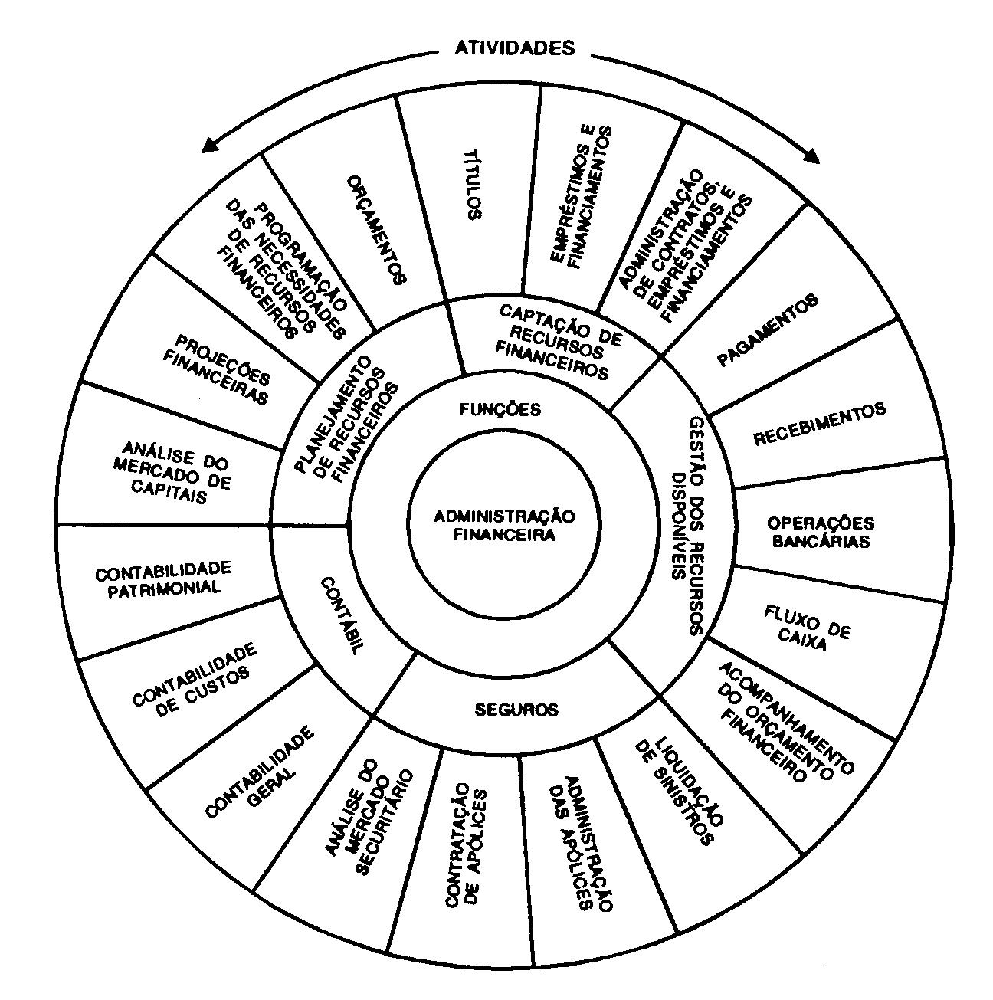 ATIVIDADES
TÍTULOS
EMPRÉSTIMOS E
FINANCIAMENTOS
ADMINISTRAÇÃO
DE CONTRATOS,
EMPRÉSTIMOS E
FINANCIAMENTOS
PAGAMENTOS
RECEBIMENTOS
OPERAÇÕES
BANCÁRIAS
FLUXO DE
CAIXA
ACOMPANHAMENTO
DO ORÇAMENTO
FINANCEIRO
LIQUIDAÇÃO
DE SINISTROS
ADMINISTRAÇÃO
DAS APÓLICES
CONTRATAÇÃO
DE APÓLICES
ANÁLISE DO
MERCADO
SECURITÁRIO
CONTABILIDADE
GERAL
CONTABILIDADE
DE CUSTOS
CONTABILIDADE
PATRIMONIAL
ANÁLISE DO
MERCADO DE
CAPITAIS
PROJEÇÕES
FINANCEIRAS
PROGRAMAÇÃO
DAS NECESSIDADES
DE RECURSOS
FINANCEIROS
ORÇAMENTOS
CAPTAÇÃO DE
RECURSOS
FINANCEIROS
GESTÃO DOS RECURSOS
DISPONÍVEIS
SEGUROS
CONTÁBIL
PLANEJAMENTO
DE RECURSOS
FINANCEIROS
FUNÇÕES
ADMINISTRAÇÃO
FINANCEIRA